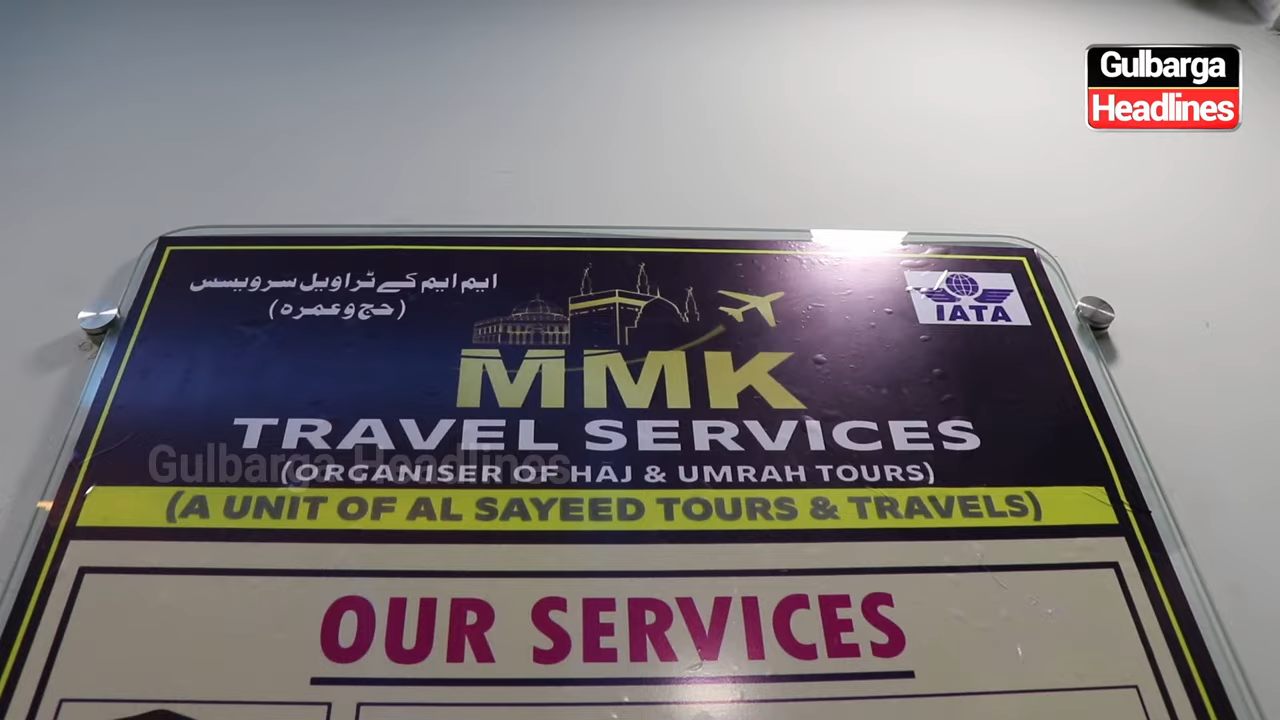 Gulbarga
Headlines
ایم ایم کے ٹراویل سرویسس
(حج و عمرہ)
IATA
MMK
TRAVEL SERVICES
Gulbarga Headlines
(ORGANISER OF HAJ & UMRAH TOURS)
(A UNIT OF AL SAYEED TOURS & TRAVELS)
OUR SERVICES